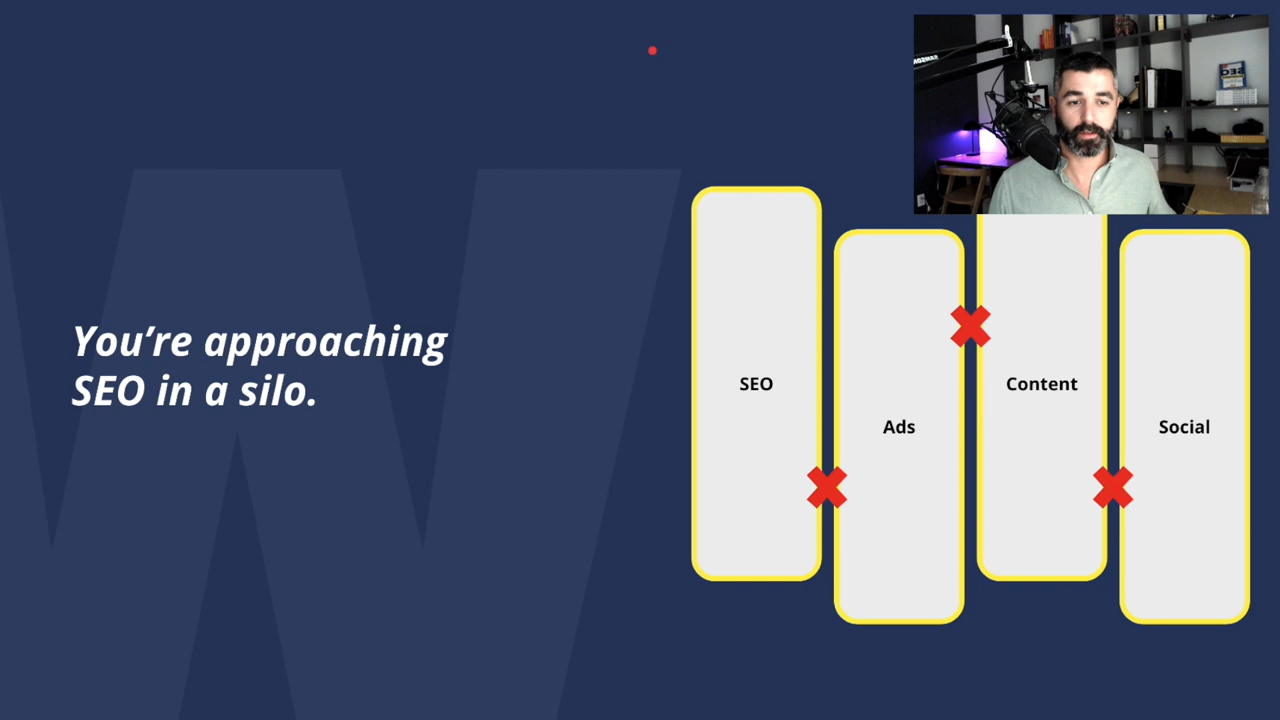 You're approaching
SEO in a silo.
SEO
Ads
Content
Social